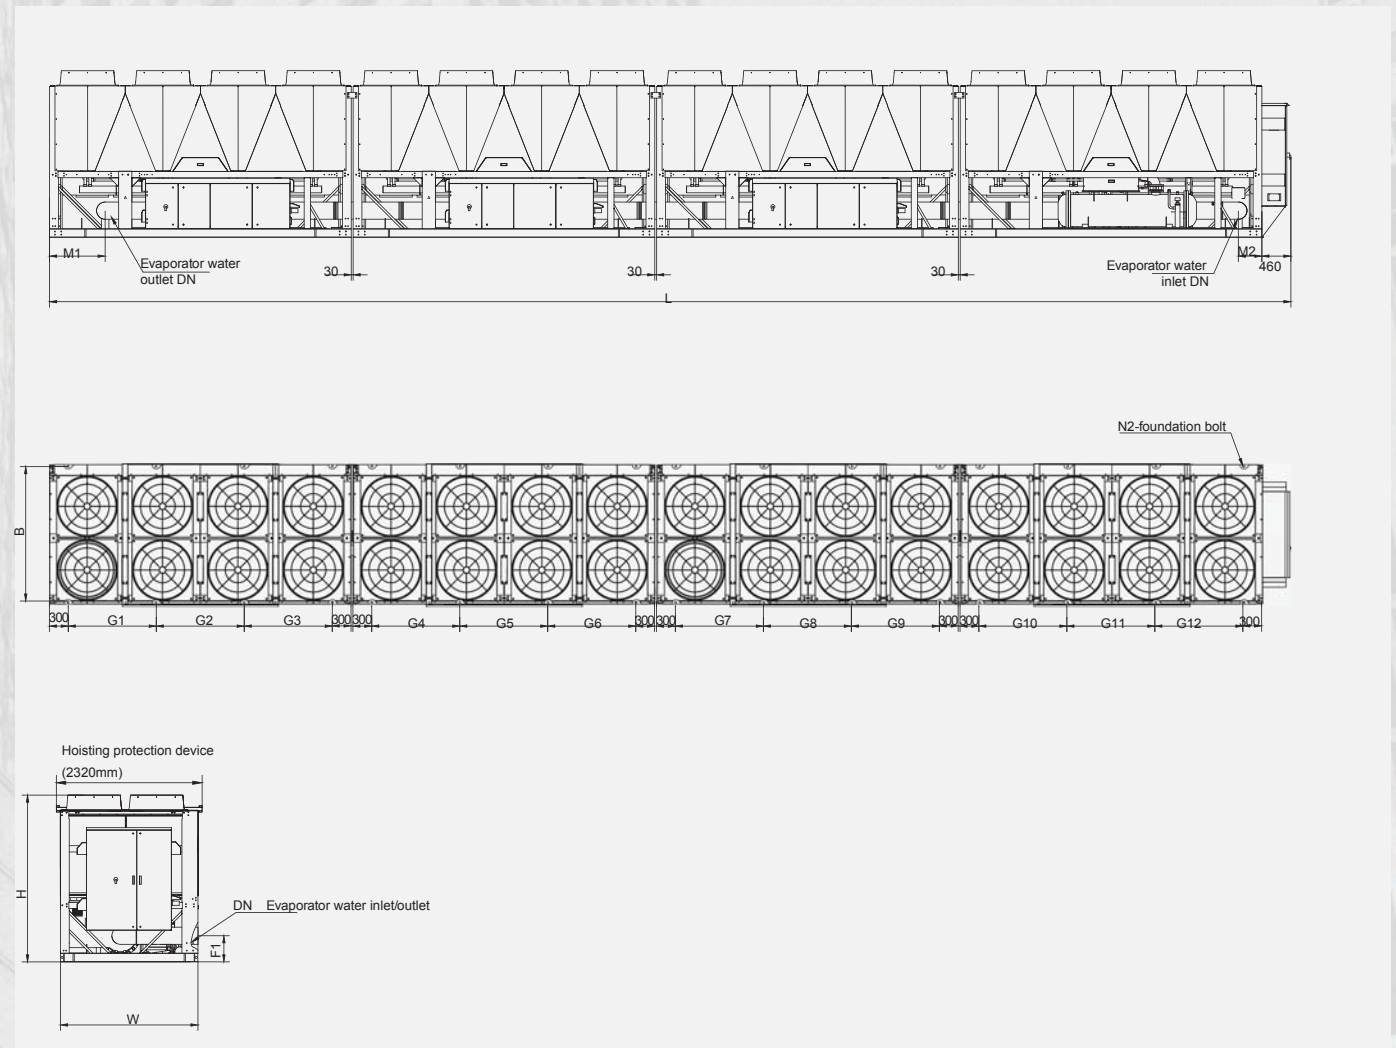 M1
Evaporator water
outlet DN
30
30
30
Evaporator water
inlet DN
M2
460
L
N2-foundation bolt
B
300
G1
G2
G3
300
300
G4
G5
G6
300
300
G7
G8
G9
300
300
G10
G11
G12
300
Hoisting protection device
(2320mm)
H
DN Evaporator water inlet/outlet
F1
W